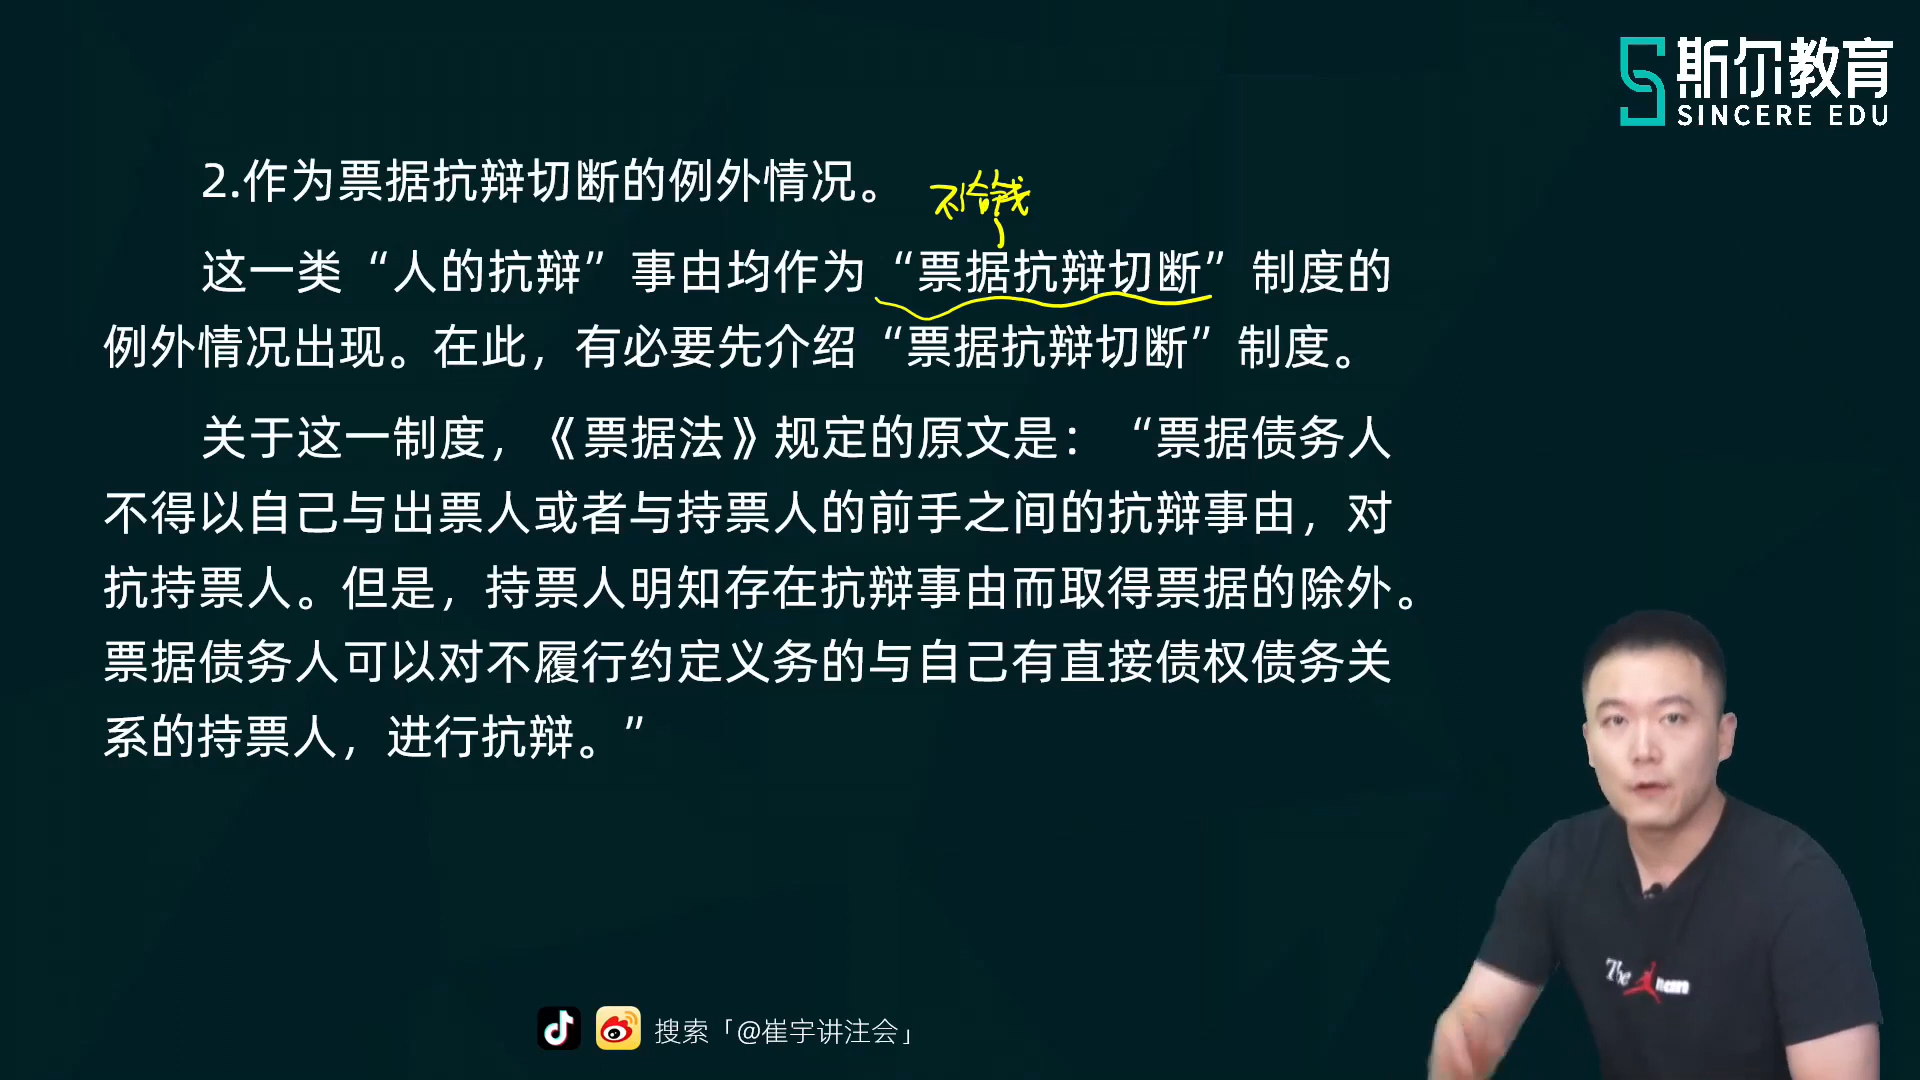 斯尔教育
SINCERE EDU
2.作为票据抗辩切断的例外情况。
不给钱
这一类“人的抗辩”事由均作为“票据抗辩切断”制度的
例外情况出现。在此，有必要先介绍“票据抗辩切断”制度。
关于这一制度，《票据法》规定的原文是：“票据债务人
不得以自己与出票人或者与持票人的前手之间的抗辩事由，对
抗持票人。但是，持票人明知存在抗辩事由而取得票据的除外。
票据债务人可以对不履行约定义务的与自己有直接债权债务关
系的持票人，进行抗辩。”
The
搜索「@崔宇讲注会」